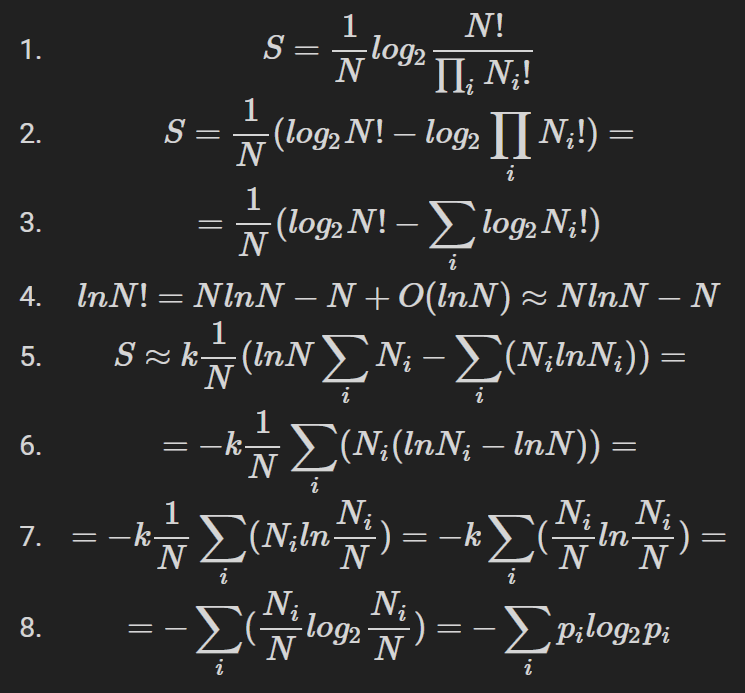 1. S = \frac{1}{N} log_2 \frac{N!}{\prod_i N_i!}
2. S = \frac{1}{N} (log_2 N! - log_2 \prod_i N_i!) =
3. = \frac{1}{N} (log_2 N! - \sum_i log_2 N_i!)
4. lnN! = NlnN - N + O(lnN) ≈ NlnN - N
5. S ≈ k \frac{1}{N} (lnN \sum_i N_i - \sum_i (N_i lnN_i)) =
6. = -k \frac{1}{N} \sum_i (N_i (lnN_i - lnN)) =
7. = -k \frac{1}{N} \sum_i (N_i ln \frac{N_i}{N}) = -k \sum_i (\frac{N_i}{N} ln \frac{N_i}{N}) =
8. = - \sum_i (\frac{N_i}{N} log_2 \frac{N_i}{N}) = - \sum_i p_i log_2 p_i